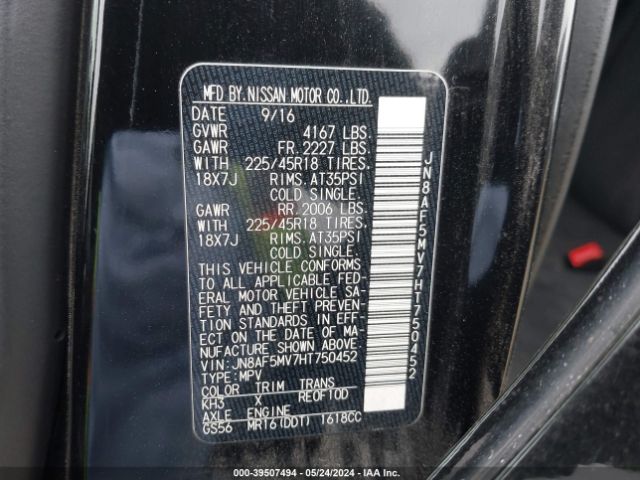 MFD BY.NISSAN MOTOR CO.,LTD.
DATE 9/16
GVWR 4167 LBS.
GAWR FR. 2227 LBS.
WITH 225/45R18 TIRES.
18X7J RIMS.AT35PSI
COLD SINGLE.
GAWR RR. 2006 LBS.
WITH 225/45R18 TIRES.
18X7J RIMS.AT35PSI
COLD SINGLE.
THIS VEHICLE CONFORMS
TO ALL APPLICABLE FED-
ERAL MOTOR VEHICLE SA-
FETY AND THEFT PREVEN-
TION STANDARDS IN EFF-
ECT ON THE DATE OF MA-
NUFACTURE SHOWN ABOVE.
VIN:JN8AF5MV7HT750452
TYPE:MPV
COLOR TRIM TRANS
KH3 X RE0F10D
AXLE ENGINE
GS56 MR16(DDT) 1618CC
JN8AF5MV7HT750452
000-39507494 — 05/24/2024 — IAA Inc.